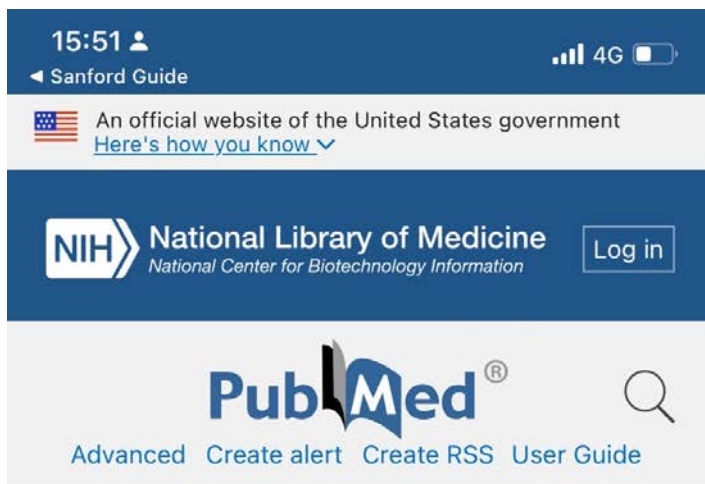 15:51
4G
◀ Sanford Guide
An official website of the United States government
Here's how you know
NIH
National Library of Medicine
National Center for Biotechnology Information
Log in
PubMed®
Advanced Create alert Create RSS User Guide